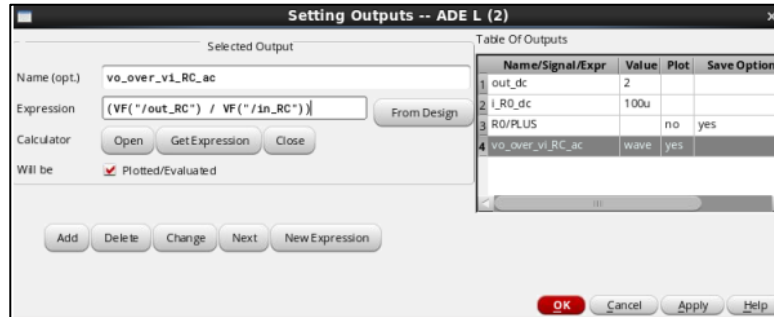 Setting Outputs -- ADE L (2)
Selected Output
Name (opt.) vo_over_vi_RC_ac
Expression (VF("/out_RC") / VF("/in_RC")) From Design
Calculator Open Get Expression Close
Will be Plotted/Evaluated
Add Delete Change Next New Expression
Table Of Outputs
Name/Signal/Expr Value Plot Save Option
1 out_dc 2
2 i_R0_dc 100u
3 R0/PLUS no yes
4 vo_over_vi_RC_ac wave yes
OK Cancel Apply Help